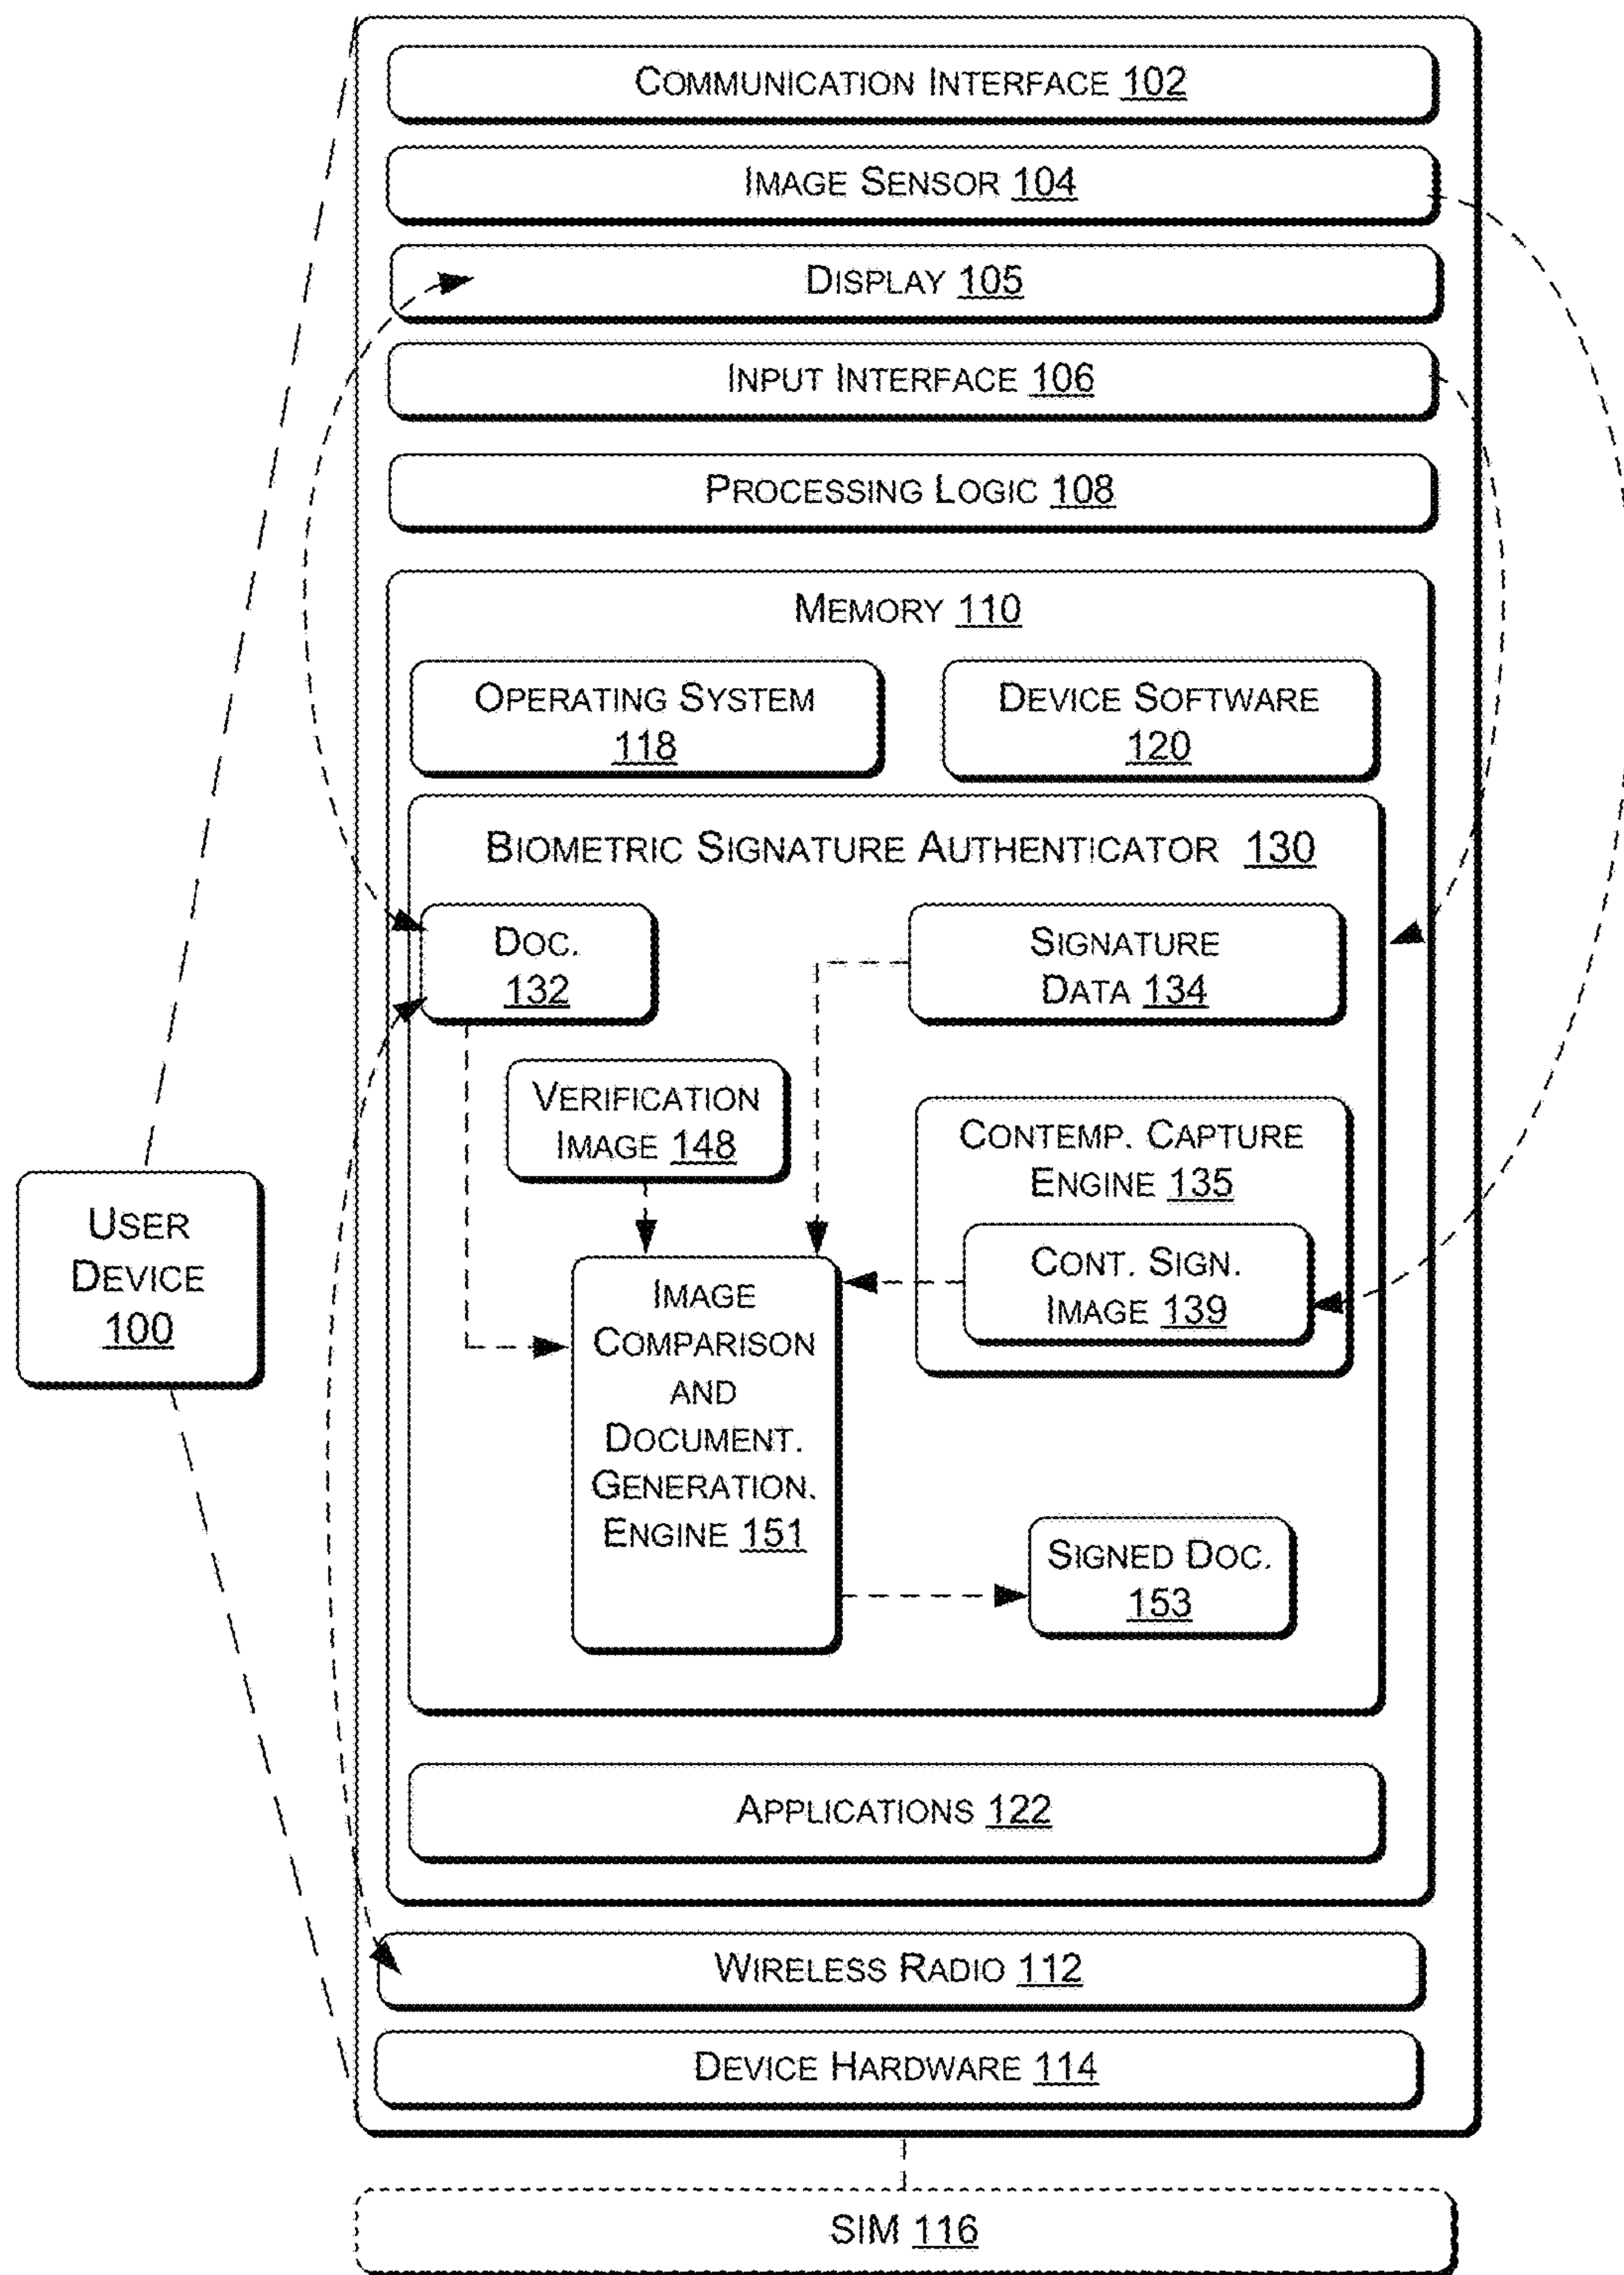 COMMUNICATION INTERFACE 102
IMAGE SENSOR 104
DISPLAY 105
INPUT INTERFACE 106
PROCESSING LOGIC 108
MEMORY 110
OPERATING SYSTEM
118
DEVICE SOFTWARE
120
BIOMETRIC SIGNATURE AUTHENTICATOR 130
DOC.
132
SIGNATURE
DATA 134
VERIFICATION
IMAGE 148
CONTEMP. CAPTURE
ENGINE 135
CONT. SIGN.
IMAGE 139
USER
DEVICE
100
IMAGE
COMPARISON
AND
DOCUMENT.
GENERATION.
ENGINE 151
SIGNED DOC.
153
APPLICATIONS 122
WIRELESS RADIO 112
DEVICE HARDWARE 114
SIM 116